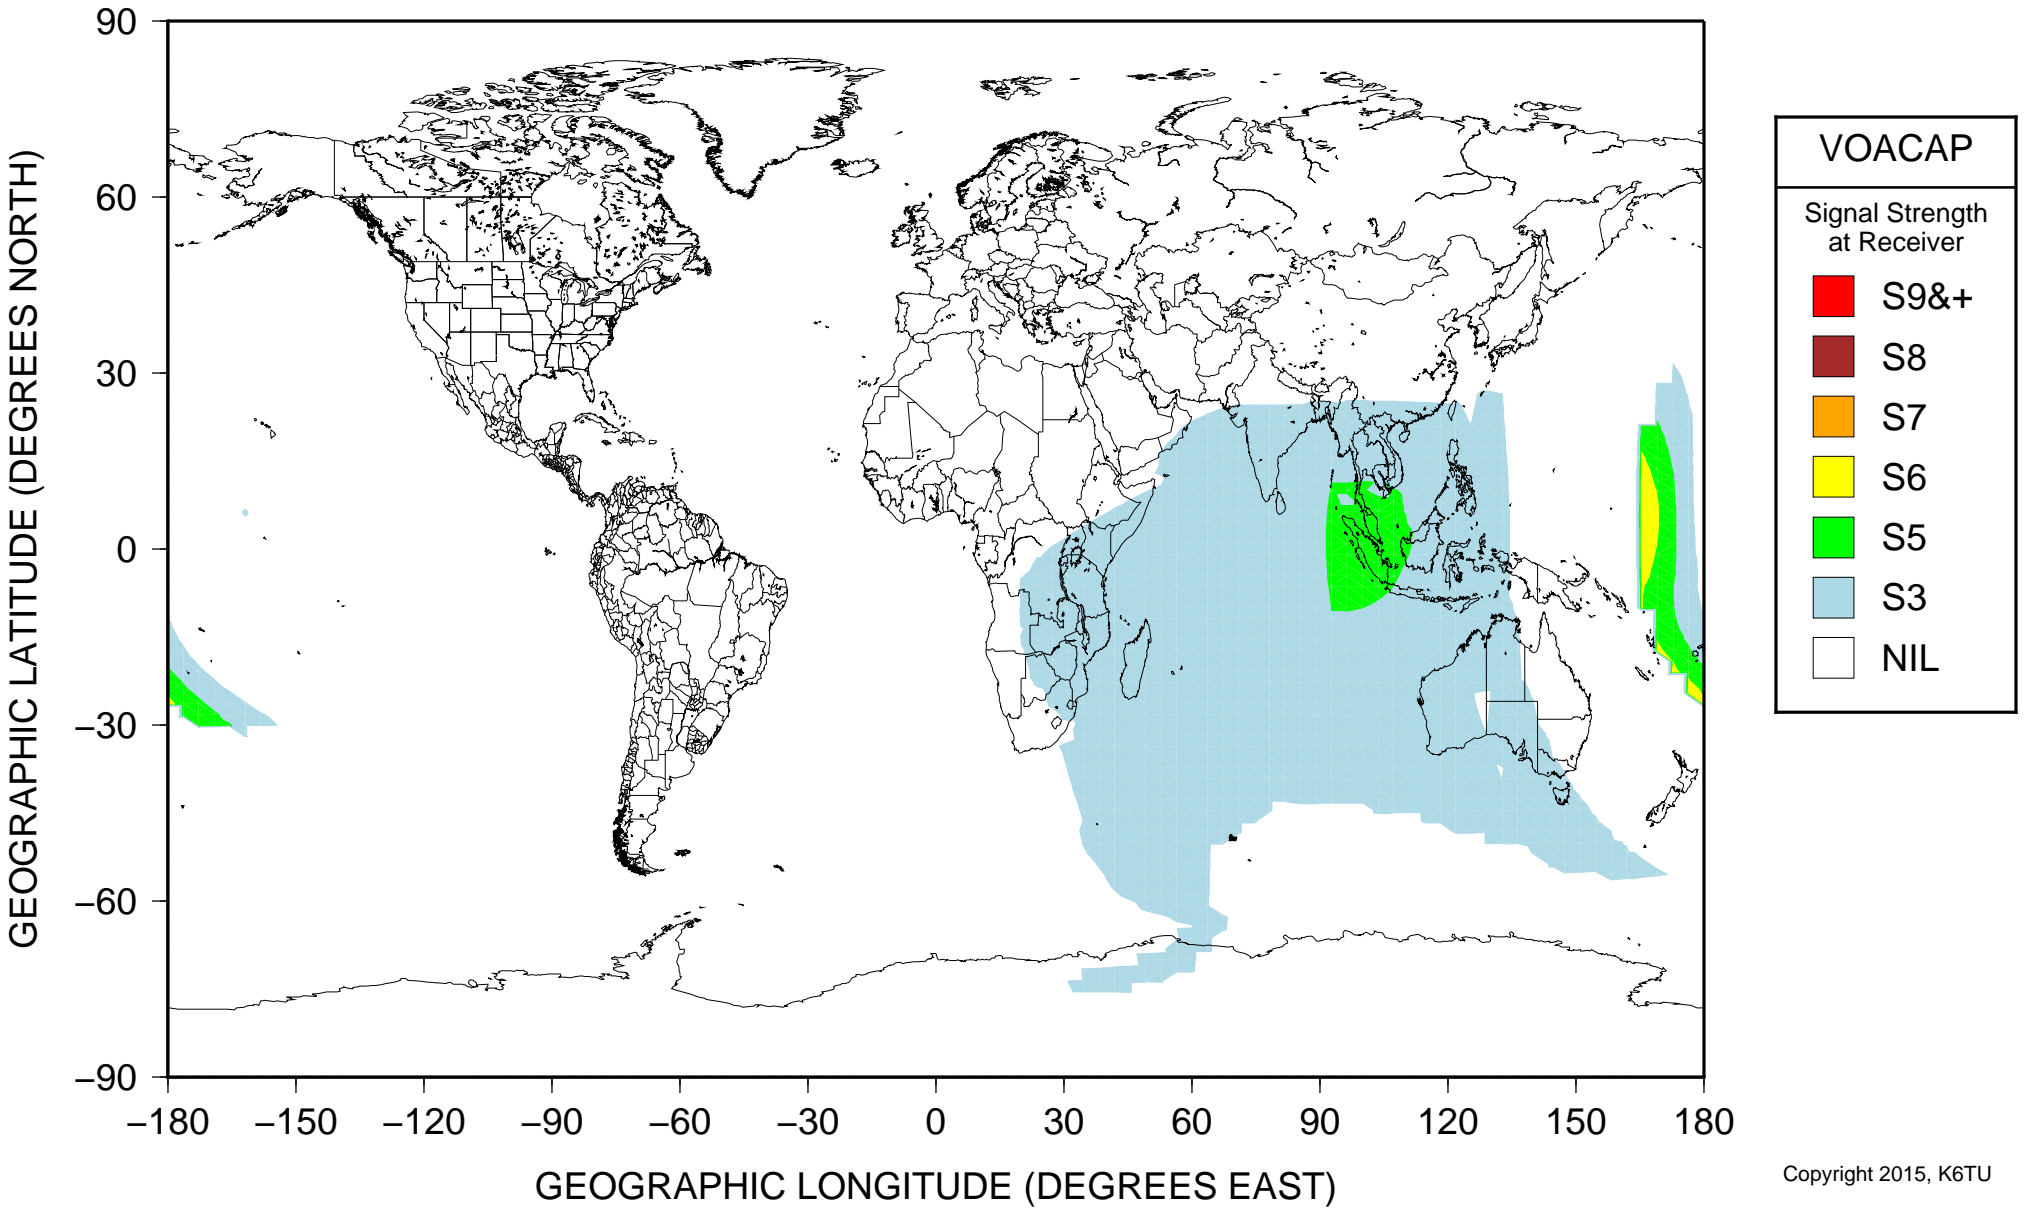 90
60
30
0
−30
−60
−90
GEOGRAPHIC LATITUDE (DEGREES NORTH)
−180 −150 −120 −90 −60 −30 0 30 60 90 120 150 180
GEOGRAPHIC LONGITUDE (DEGREES EAST)
VOACAP
Signal Strength
at Receiver
S9&+
S8
S7
S6
S5
S3
NIL
Copyright 2015, K6TU